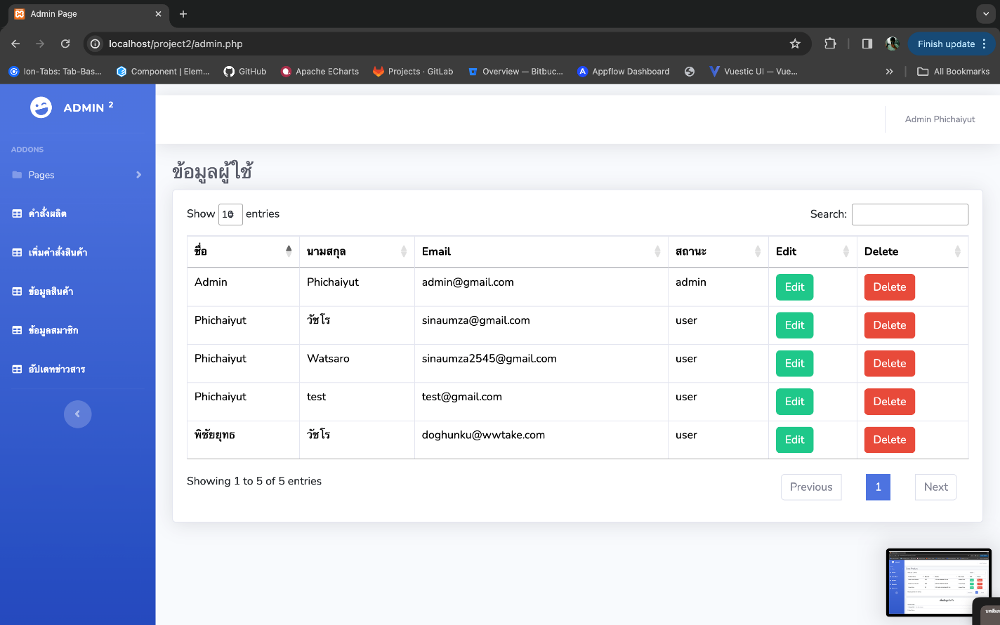 Admin Page
localhost/project2/admin.php
Finish update
Ion-Tabs: Tab-Bas... Component | Elem... GitHub Apache ECharts Projects · GitLab Overview — Bitbuc... Appflow Dashboard Vuestic UI — Vue... » All Bookmarks
ADMIN 2
Admin Phichaiyut
ADDONS
Pages
คำสั่งผลิต
เพิ่มคำสั่งสินค้า
ข้อมูลสินค้า
ข้อมูลสมาชิก
อัปเดทข่าวสาร
ข้อมูลผู้ใช้
Show 10 entries Search:
ชื่อ นามสกุล Email สถานะ Edit Delete
Admin Phichaiyut admin@gmail.com admin Edit Delete
Phichaiyut วัชโร sinaumza@gmail.com user Edit Delete
Phichaiyut Watsaro sinaumza2545@gmail.com user Edit Delete
Phichaiyut test test@gmail.com user Edit Delete
พิชัยยุทธ วัชโร doghunku@wwtake.com user Edit Delete
Showing 1 to 5 of 5 entries Previous 1 Next